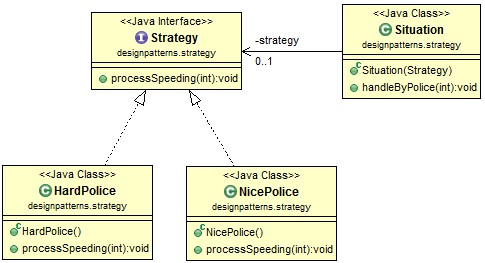 <<Java Interface>>
I Strategy
designpatterns.strategy
processSpeeding(int):void
-strategy
0..1
<<Java Class>>
C Situation
designpatterns.strategy
c Situation(Strategy)
handleByPolice(int):void
<<Java Class>>
C HardPolice
designpatterns.strategy
c HardPolice()
processSpeeding(int):void
<<Java Class>>
C NicePolice
designpatterns.strategy
c NicePolice()
processSpeeding(int):void